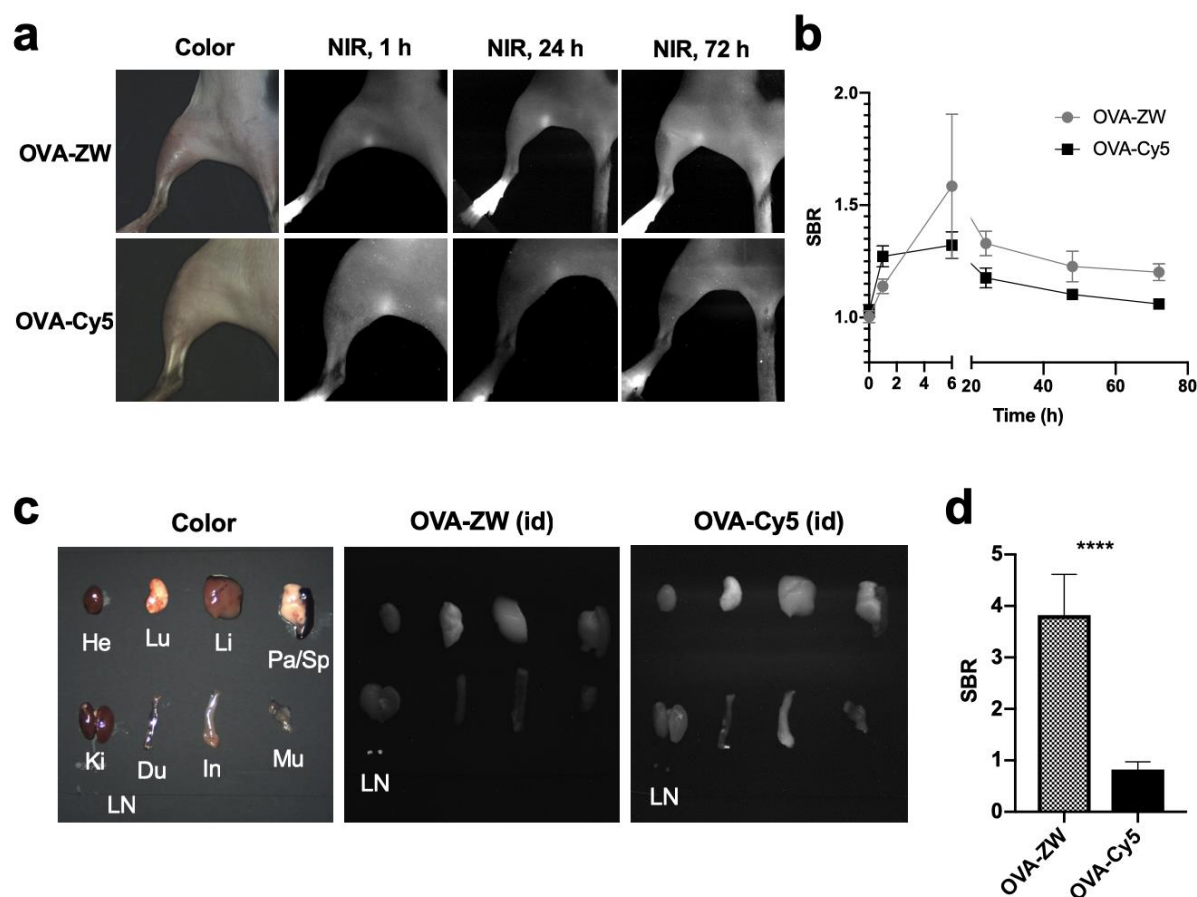 a
Color
NIR, 1 h
NIR, 24 h
NIR, 72 h
OVA-ZW
OVA-Cy5
b
2.0
1.5
1.0
SBR
OVA-ZW
OVA-Cy5
0 2 4 6 20 40 60 80
Time (h)
c
Color
OVA-ZW (id)
OVA-Cy5 (id)
He Lu Li Pa/Sp
Ki Du In Mu
LN
LN
LN
d
****
5
4
3
2
1
0
SBR
OVA-ZW
OVA-Cy5